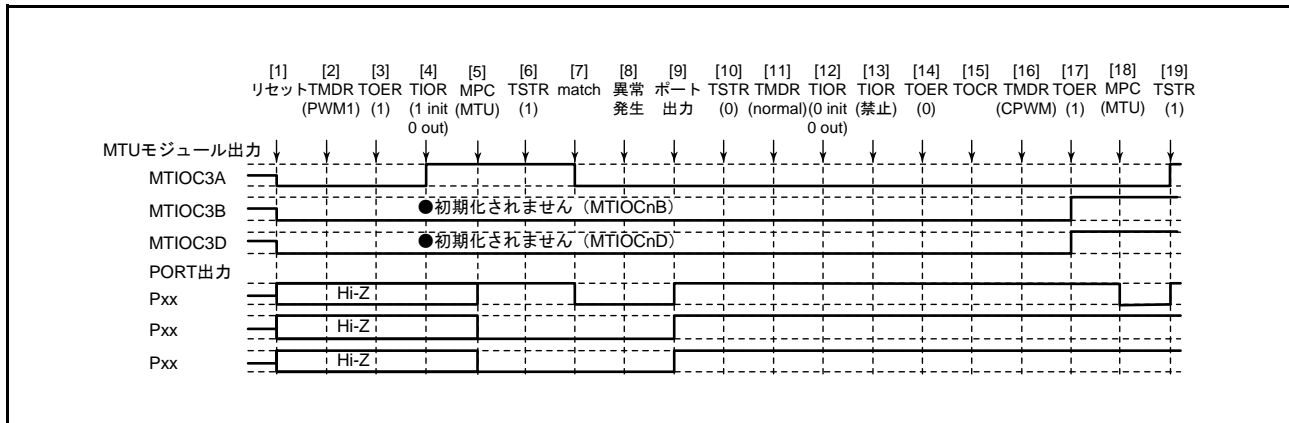 [1] [2] [3] [4] [5] [6] [7] [8] [9] [10] [11] [12] [13] [14] [15] [16] [17] [18] [19]
リセット TMDR TOER TIOR MPC TSTR match 異常 ポート TSTR TMDR TIOR TIOR TOER TOCR TMDR TOER MPC TSTR
(PWM1) (1) (1 init (MTU) (1) 発生 出力 (0) (normal) (0 init (禁止) (0) (CPWM) (1) (MTU) (1)
0 out) 0 out)
MTUモジュール出力
MTIOC3A
MTIOC3B ●初期化されません（MTIOCnB）
MTIOC3D ●初期化されません（MTIOCnD）
PORT出力
Pxx Hi-Z
Pxx Hi-Z
Pxx Hi-Z